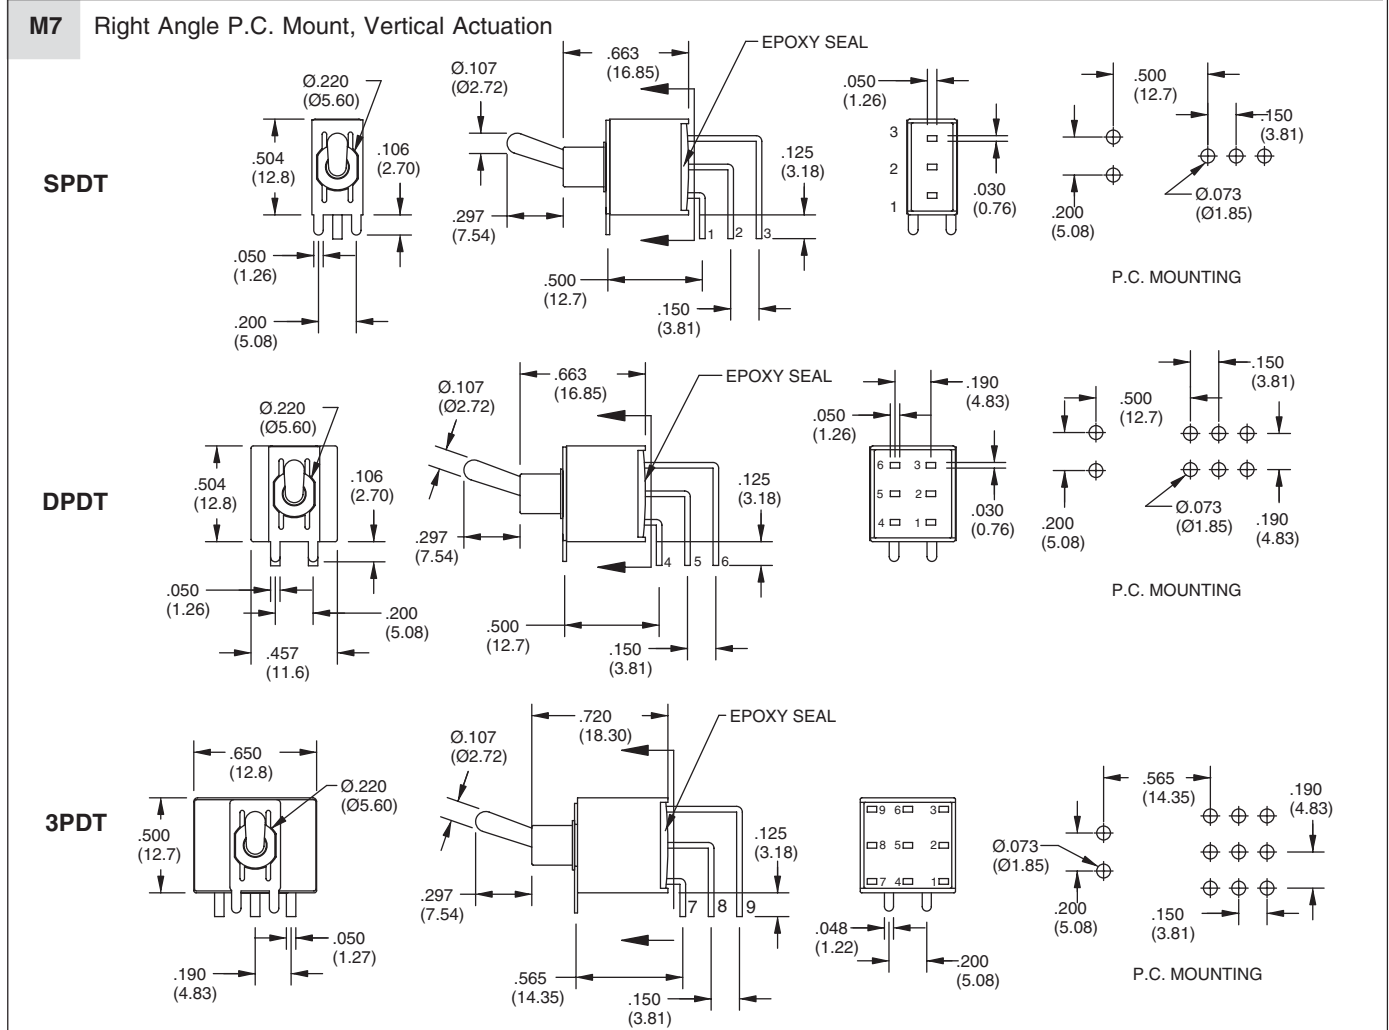 M7 Right Angle P.C. Mount, Vertical Actuation
SPDT
Ø.220
(Ø5.60)
.504
(12.8)
.106
(2.70)
.050
(1.26)
.200
(5.08)
Ø.107
(Ø2.72)
.663
(16.85)
EPOXY SEAL
.297
(7.54)
.125
(3.18)
1 2 3
.500
(12.7)
.150
(3.81)
.050
(1.26)
3
2
1
.030
(0.76)
.500
(12.7)
.150
(3.81)
.200
(5.08)
Ø.073
(Ø1.85)
P.C. MOUNTING
DPDT
Ø.220
(Ø5.60)
.504
(12.8)
.106
(2.70)
.050
(1.26)
.200
(5.08)
.457
(11.6)
Ø.107
(Ø2.72)
.663
(16.85)
EPOXY SEAL
.297
(7.54)
.125
(3.18)
4 5 6
.500
(12.7)
.150
(3.81)
.190
(4.83)
.050
(1.26)
6 3
5 2
4 1
.030
(0.76)
.150
(3.81)
.500
(12.7)
.200
(5.08)
Ø.073
(Ø1.85)
.190
(4.83)
P.C. MOUNTING
3PDT
.650
(12.8)
Ø.220
(Ø5.60)
.500
(12.7)
.050
(1.27)
.190
(4.83)
Ø.107
(Ø2.72)
.720
(18.30)
EPOXY SEAL
.297
(7.54)
.125
(3.18)
7 8 9
.565
(14.35)
.150
(3.81)
9 6 3
8 5 2
7 4 1
.048
(1.22)
.200
(5.08)
.565
(14.35)
.190
(4.83)
Ø.073
(Ø1.85)
.200
(5.08)
.150
(3.81)
P.C. MOUNTING